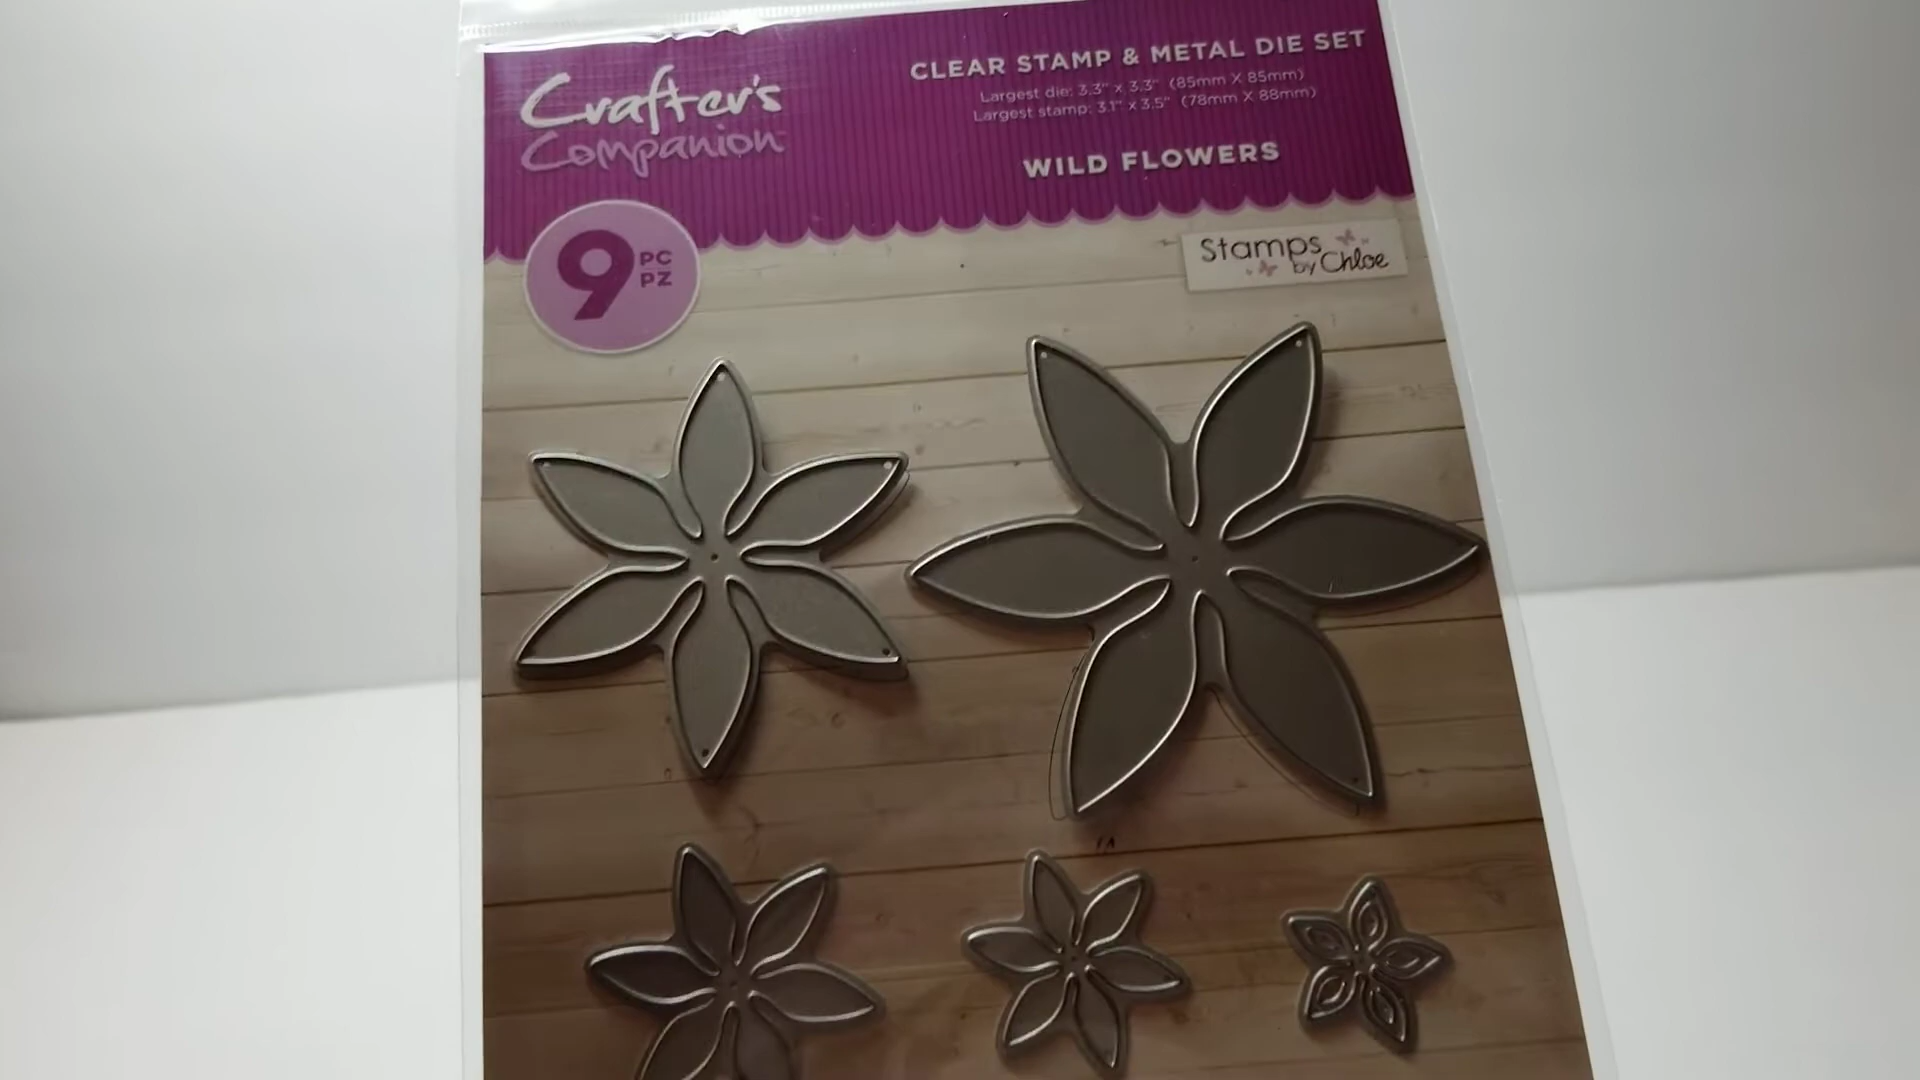 Crafter's
Companion
CLEAR STAMP & METAL DIE SET
Largest die: 3.3" x 3.3" (85mm X 85mm)
Largest stamp: 3.1" x 3.5" (78mm X 88mm)
WILD FLOWERS
9 PC
PZ
Stamps
by Chloe